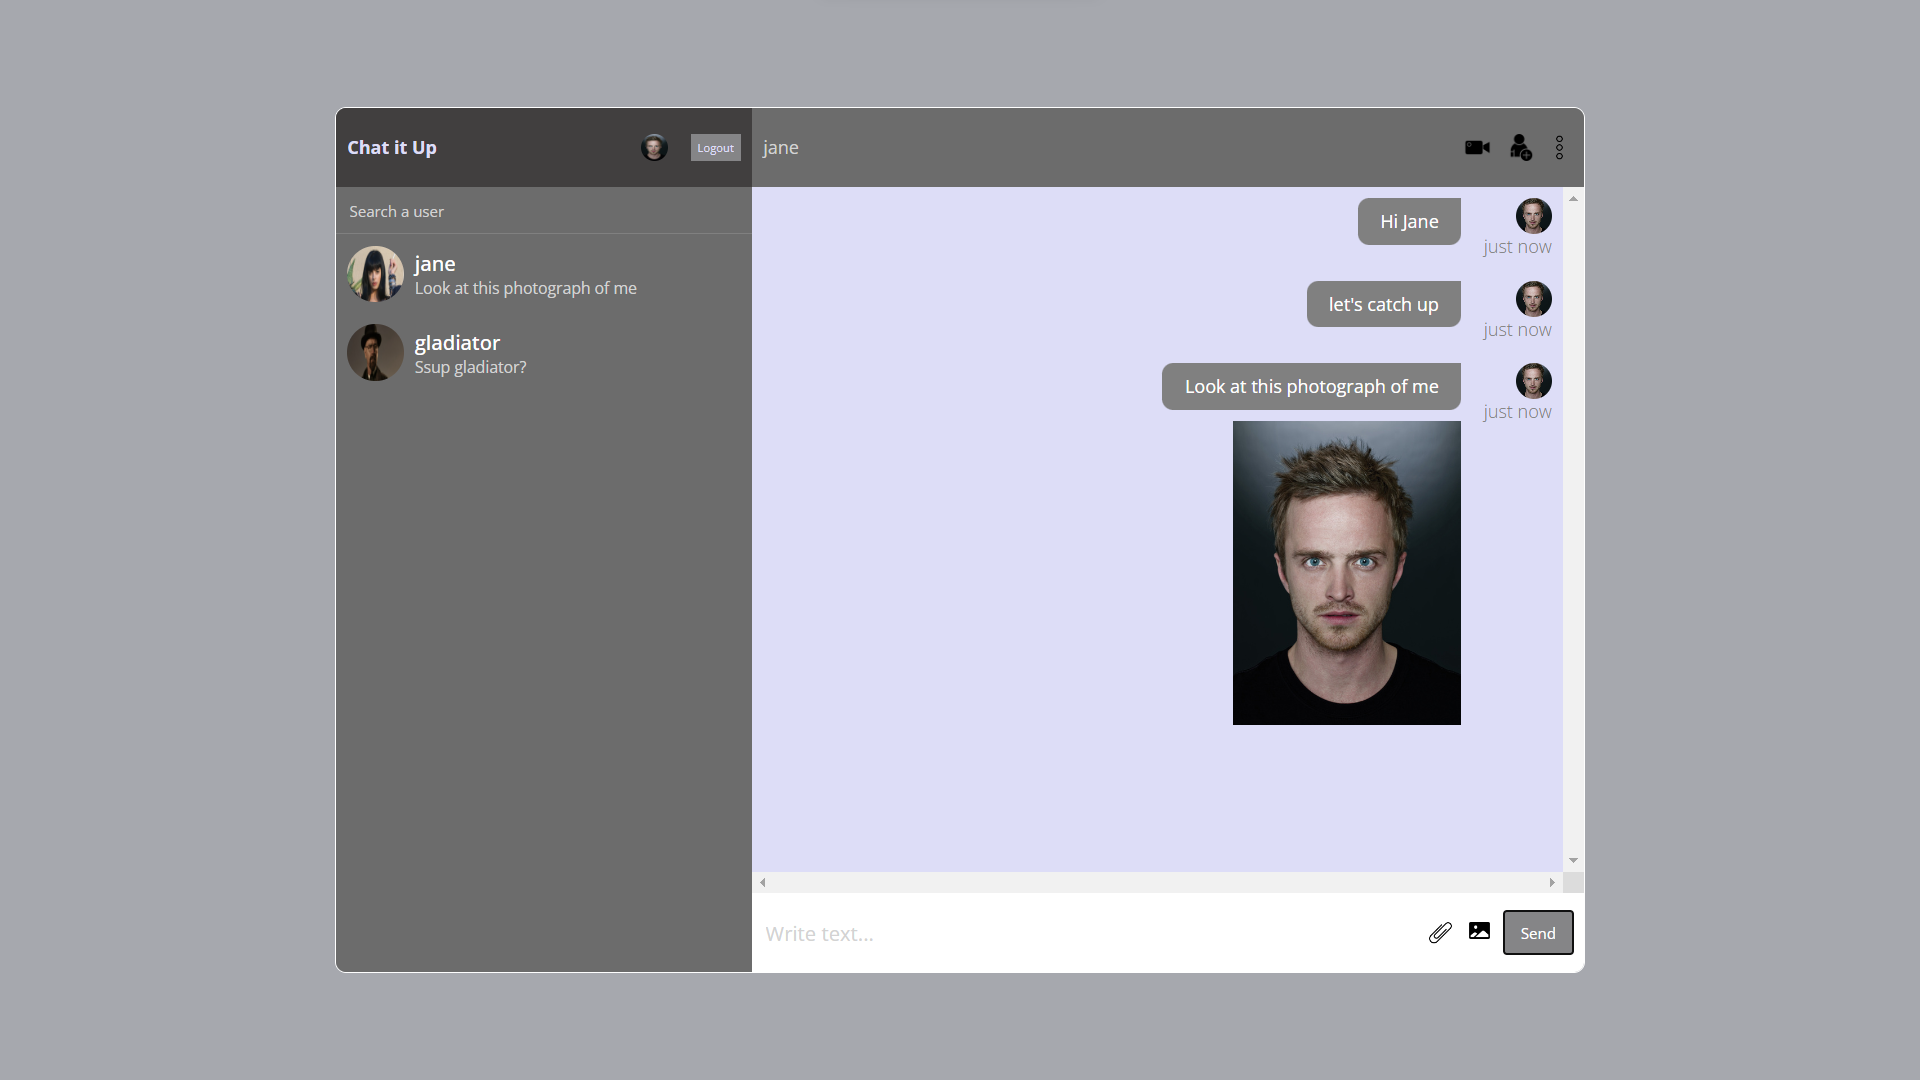 Chat it Up
Logout
jane
Search a user
jane
Look at this photograph of me
gladiator
Ssup gladiator?
Hi Jane
just now
let's catch up
just now
Look at this photograph of me
just now
Write text...
Send